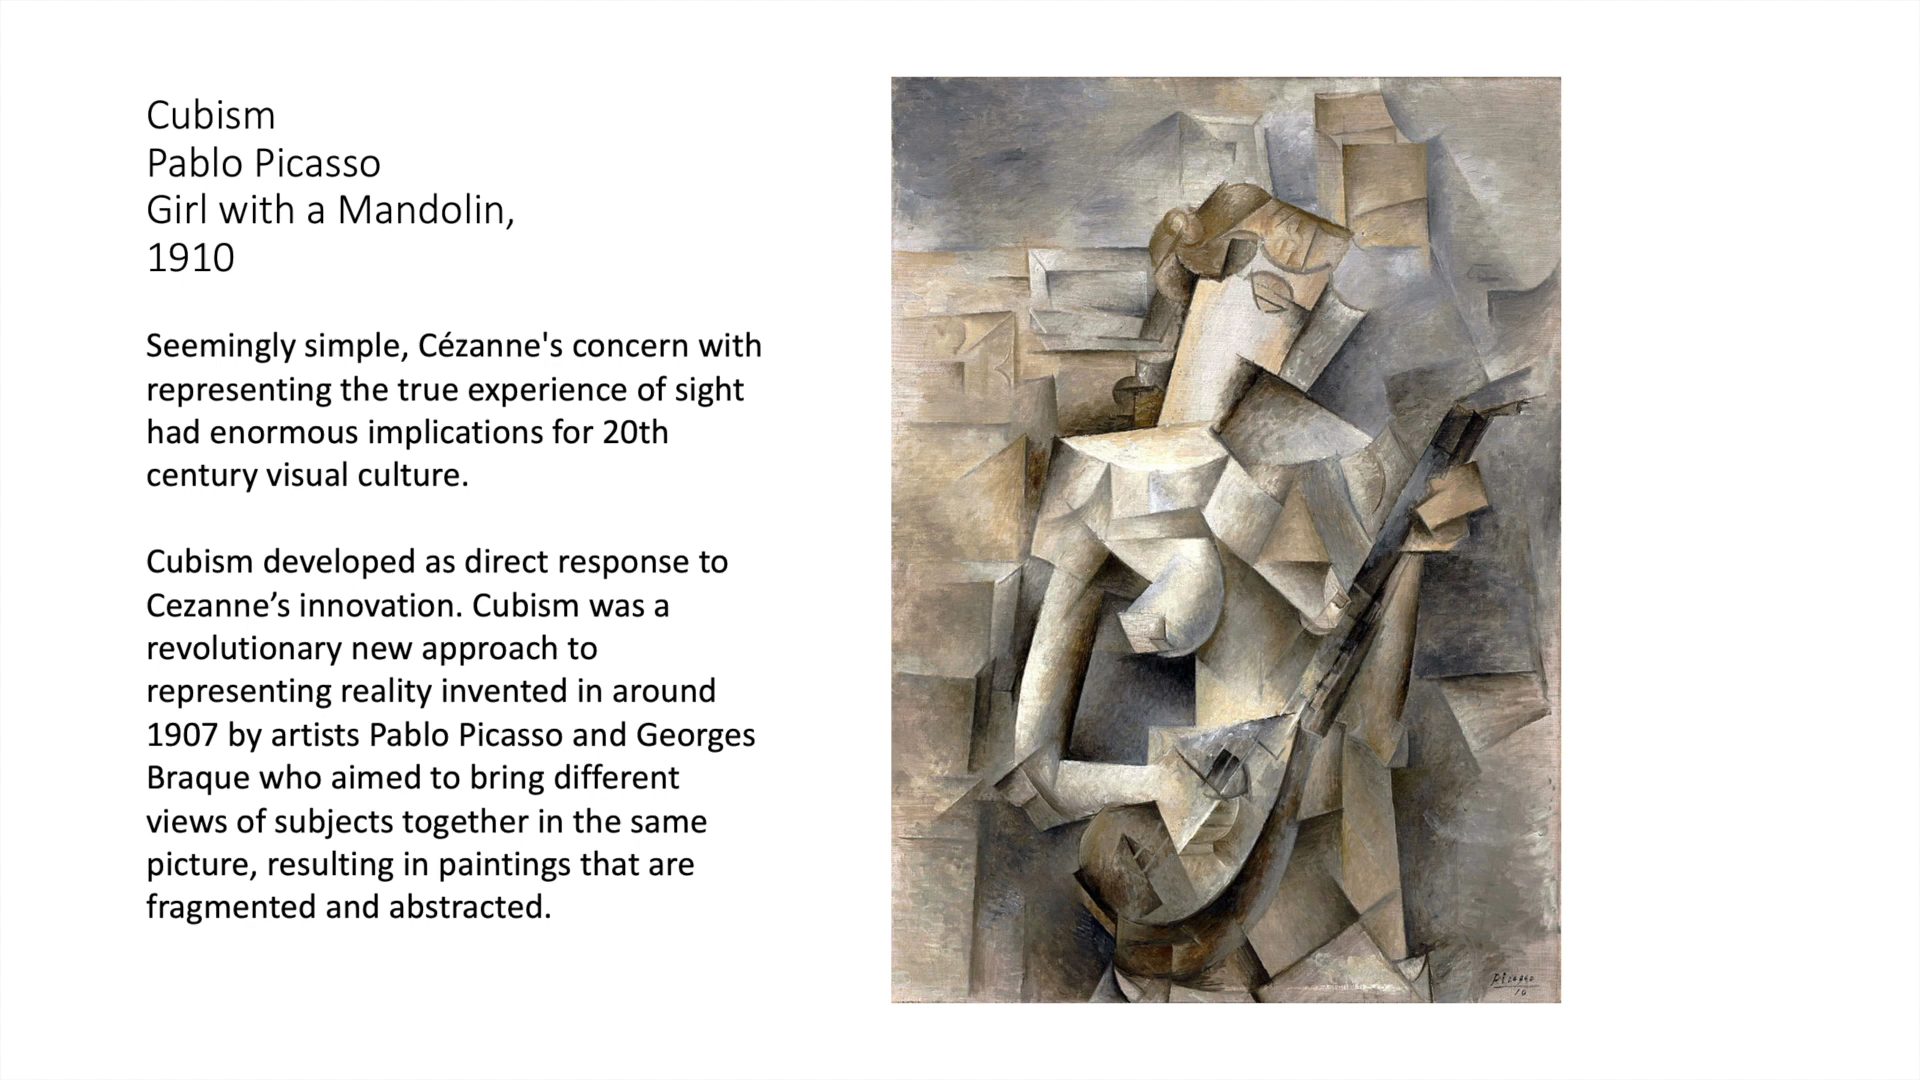 Cubism
Pablo Picasso
Girl with a Mandolin,
1910
Seemingly simple, Cézanne's concern with
representing the true experience of sight
had enormous implications for 20th
century visual culture.
Cubism developed as direct response to
Cezanne’s innovation. Cubism was a
revolutionary new approach to
representing reality invented in around
1907 by artists Pablo Picasso and Georges
Braque who aimed to bring different
views of subjects together in the same
picture, resulting in paintings that are
fragmented and abstracted.
Picasso
10